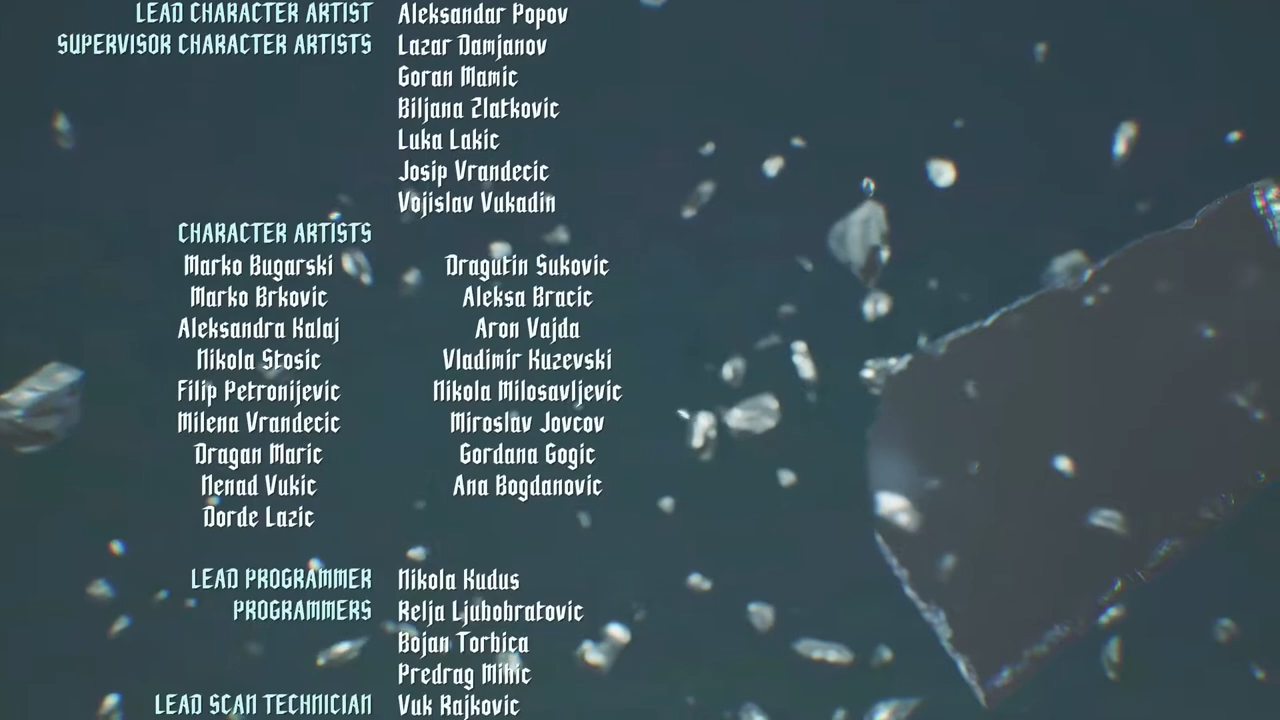 LEAD CHARACTER ARTIST Aleksandar Popov
SUPERVISOR CHARACTER ARTISTS Lazar Damjanov
Goran Mamic
Biljana Zlatkovic
Luka Lakic
Josip Vrandecic
Vojislav Vukadin
CHARACTER ARTISTS
Marko Bugarski Dragutin Sukovic
Marko Brkovic Aleksa Bracic
Aleksandra Kalaj Aron Vajda
Nikola Stosic Vladimir Kuzevski
Filip Petronijevic Nikola Milosavljevic
Milena Vrandecic Miroslav Jovcov
Dragan Maric Gordana Gogic
Nenad Vukic Ana Bogdanovic
Dorde Lazic
LEAD PROGRAMMER Nikola Kudus
PROGRAMMERS Relja Ljubobratovic
Bojan Torbica
Predrag Mihic
LEAD SCAN TECHNICIAN Vuk Rajkovic